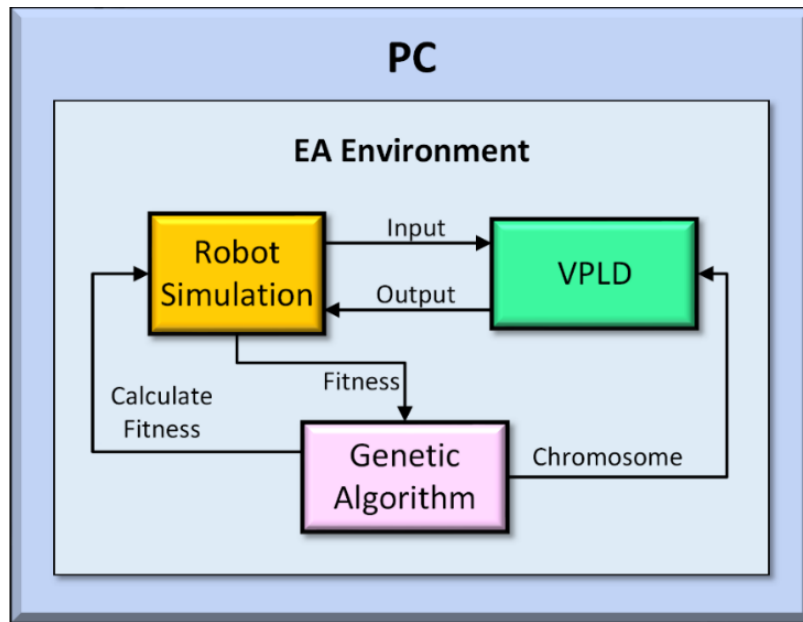 PC
EA Environment
Robot
Simulation
Input
Output
VPLD
Fitness
Calculate
Fitness
Genetic
Algorithm
Chromosome